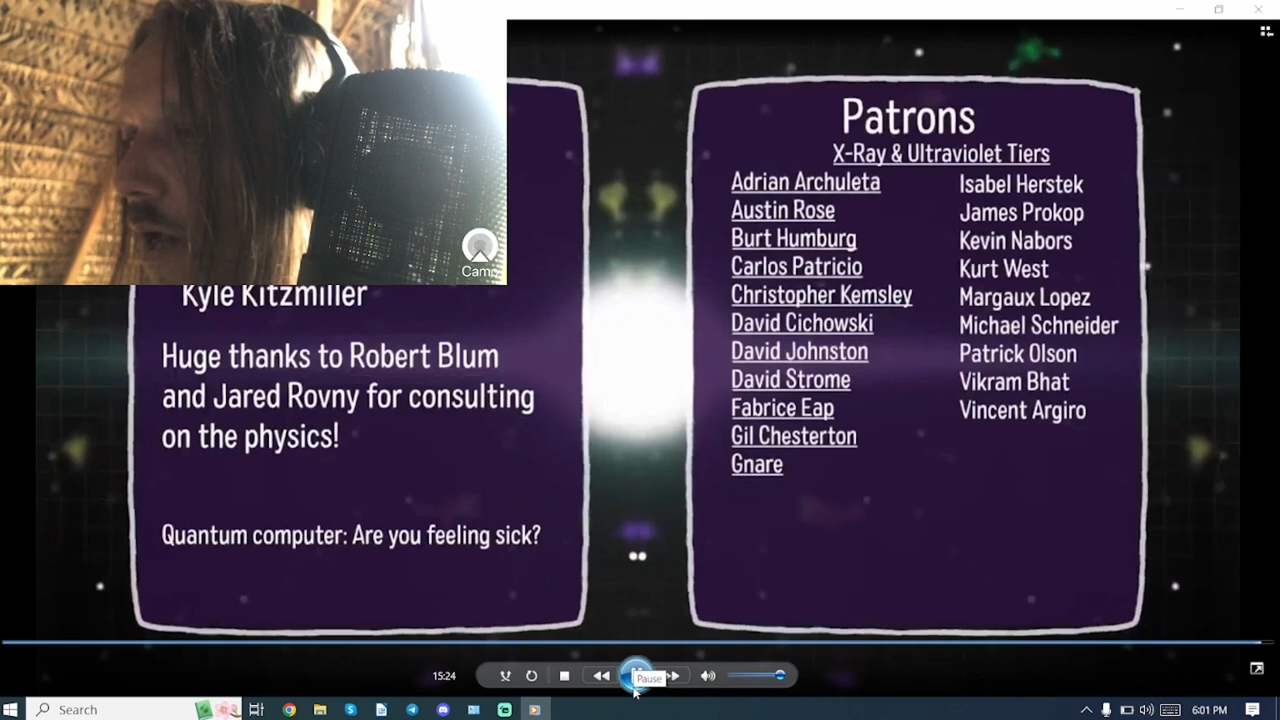 Camo
Kyle Kitzmiller
Huge thanks to Robert Blum
and Jared Rovny for consulting
on the physics!
Quantum computer: Are you feeling sick?
Patrons
X-Ray & Ultraviolet Tiers
Adrian Archuleta
Austin Rose
Burt Humburg
Carlos Patricio
Christopher Kemsley
David Cichowski
David Johnston
David Strome
Fabrice Eap
Gil Chesterton
Gnare
Isabel Herstek
James Prokop
Kevin Nabors
Kurt West
Margaux Lopez
Michael Schneider
Patrick Olson
Vikram Bhat
Vincent Argiro
15:24
Pause
Search
6:01 PM